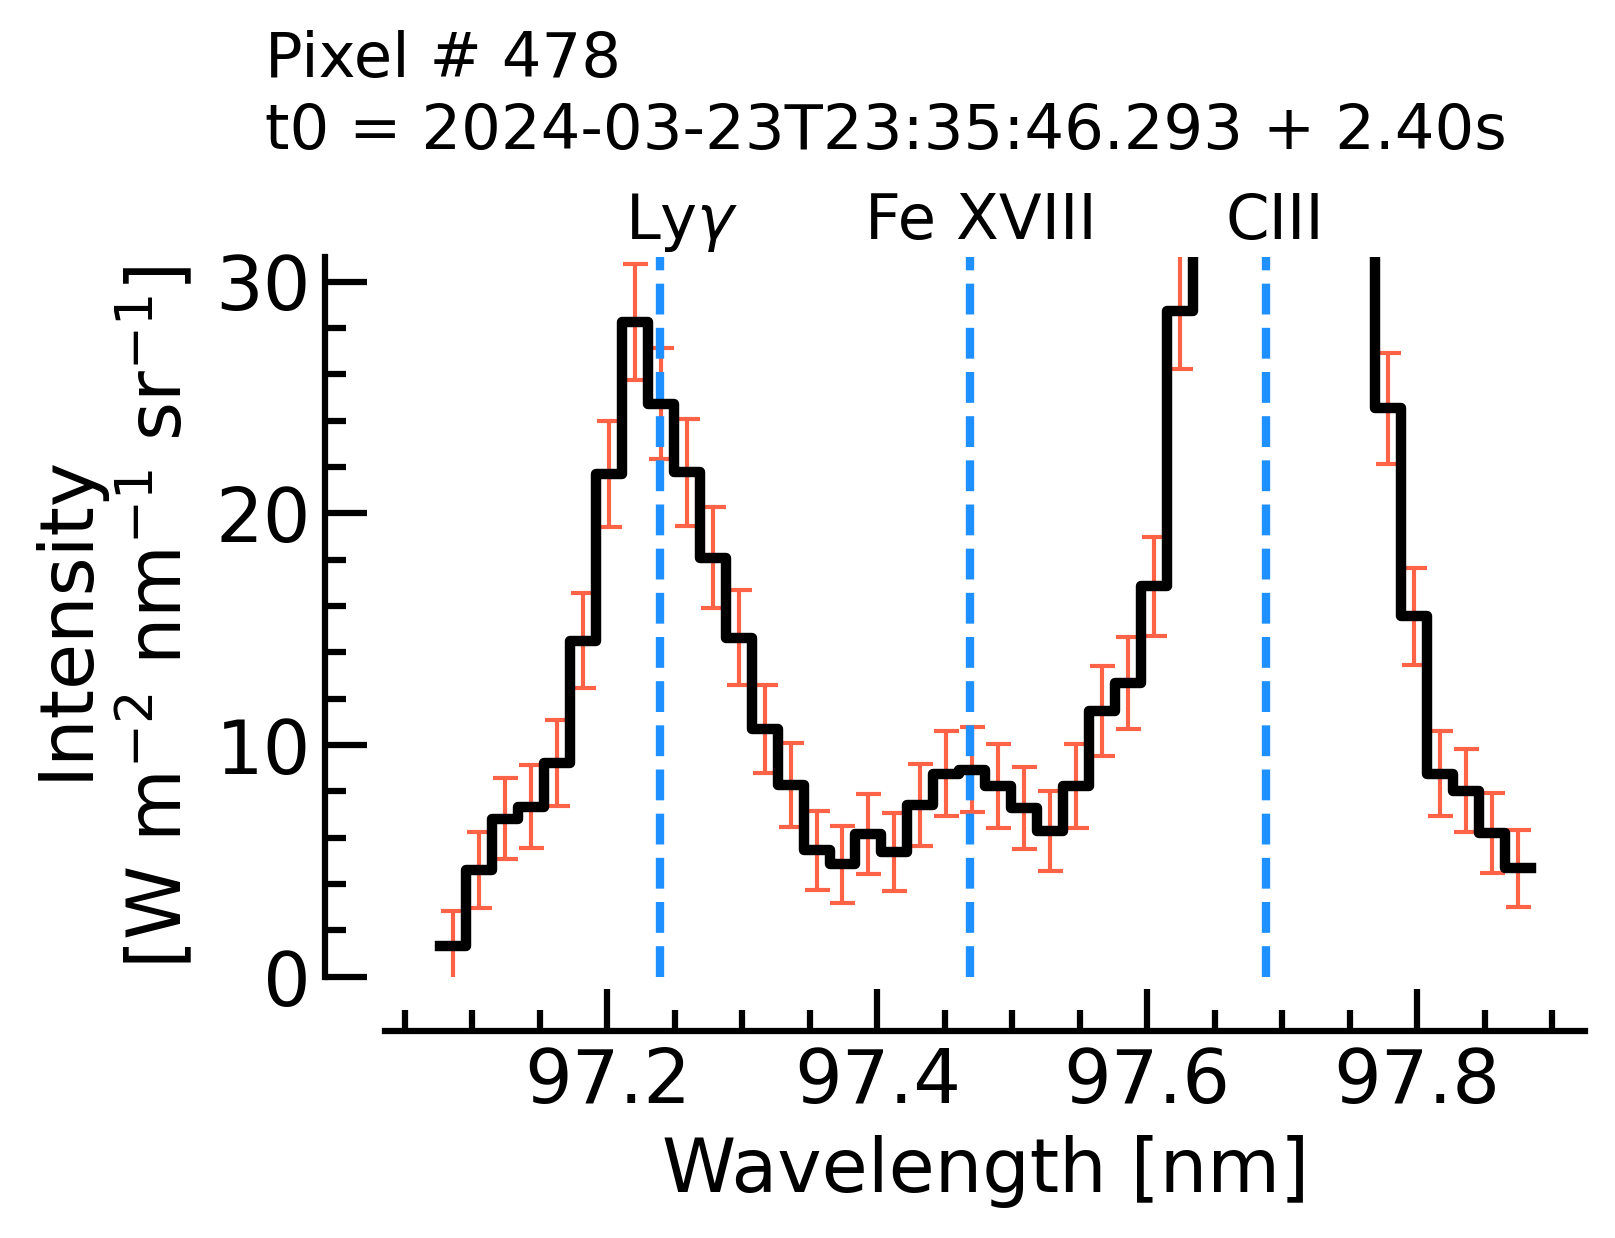 Pixel # 478
t0 = 2024-03-23T23:35:46.293 + 2.40s
Lyγ Fe XVIII CIII
30
20
10
0
Intensity
[W m⁻² nm⁻¹ sr⁻¹]
97.2 97.4 97.6 97.8
Wavelength [nm]